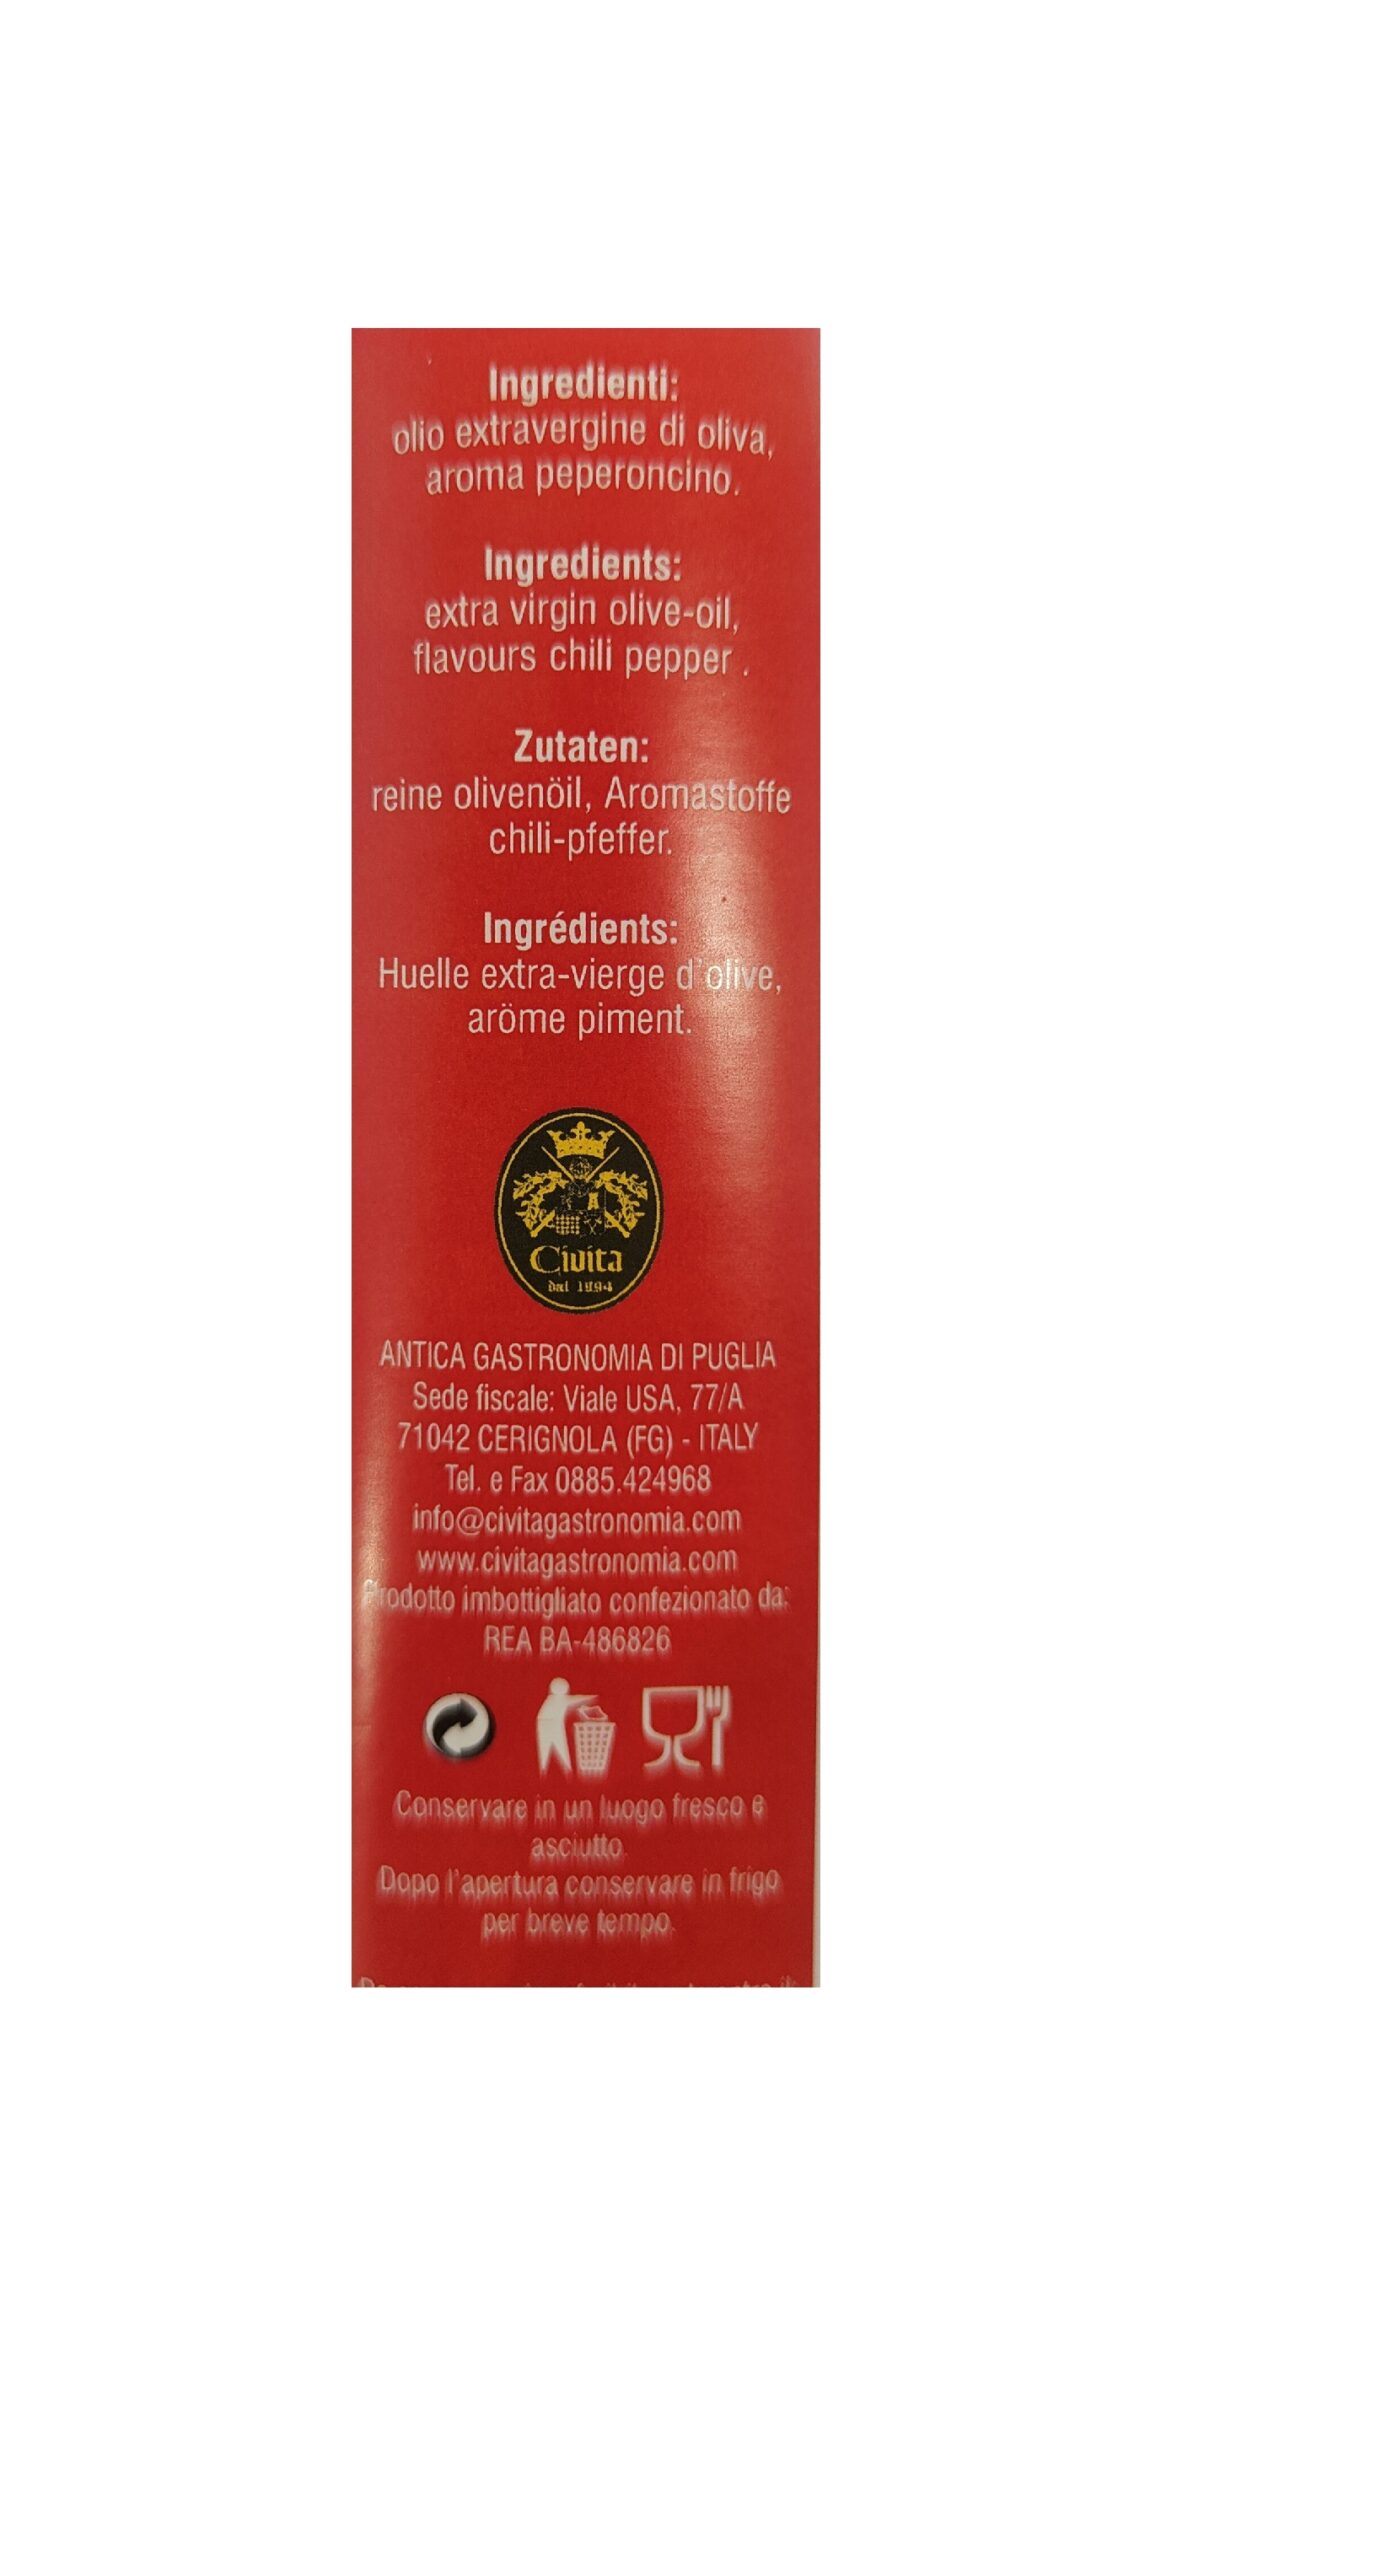 Ingredienti:
olio extravergine di oliva,
aroma peperoncino.
Ingredients:
extra virgin olive-oil,
flavours chili pepper .
Zutaten:
reine olivenöil, Aromastoffe
chili-pfeffer.
Ingrédients:
Huelle extra-vierge d'olive,
aröme piment.
Civita
dal 1994
ANTICA GASTRONOMIA DI PUGLIA
Sede fiscale: Viale USA, 77/A
71042 CERIGNOLA (FG) - ITALY
Tel. e Fax 0885.424968
info@civitagastronomia.com
www.civitagastronomia.com
Prodotto imbottigliato confezionato da:
REA BA-486826
Conservare in un luogo fresco e
asciutto.
Dopo l'apertura conservare in frigo
per breve tempo.